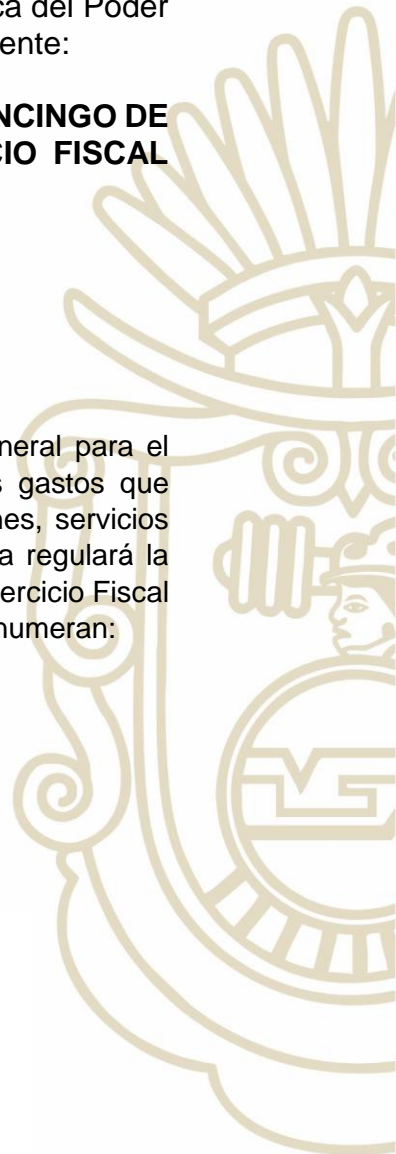 ca del Poder
ente:
NCINGO DE
CIO FISCAL
neral para el
s gastos que
nes, servicios
a regulará la
ercicio Fiscal
numeran: